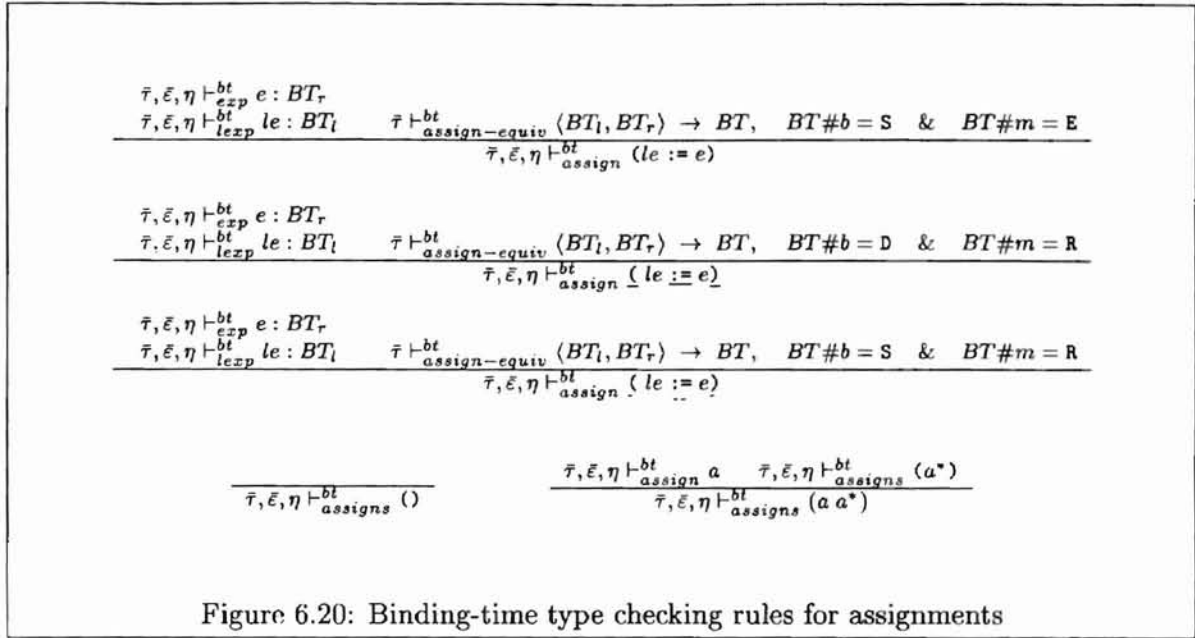 τ̄, ε̄, η ⊢^{bt}_{exp} e : BT_r
τ̄, ε̄, η ⊢^{bt}_{lexp} le : BT_l τ̄ ⊢^{bt}_{assign−equiv} ⟨BT_l, BT_r⟩ → BT, BT#b = S & BT#m = E
τ̄, ε̄, η ⊢^{bt}_{assign} (le := e)
τ̄, ε̄, η ⊢^{bt}_{exp} e : BT_r
τ̄, ε̄, η ⊢^{bt}_{lexp} le : BT_l τ̄ ⊢^{bt}_{assign−equiv} ⟨BT_l, BT_r⟩ → BT, BT#b = D & BT#m = R
τ̄, ε̄, η ⊢^{bt}_{assign} ( le := e)
τ̄, ε̄, η ⊢^{bt}_{exp} e : BT_r
τ̄, ε̄, η ⊢^{bt}_{lexp} le : BT_l τ̄ ⊢^{bt}_{assign−equiv} ⟨BT_l, BT_r⟩ → BT, BT#b = S & BT#m = R
τ̄, ε̄, η ⊢^{bt}_{assign} ( le := e)
τ̄, ε̄, η ⊢^{bt}_{assign} a τ̄, ε̄, η ⊢^{bt}_{assigns} (a*)
τ̄, ε̄, η ⊢^{bt}_{assigns} () τ̄, ε̄, η ⊢^{bt}_{assigns} (a a*)
Figure 6.20: Binding-time type checking rules for assignments